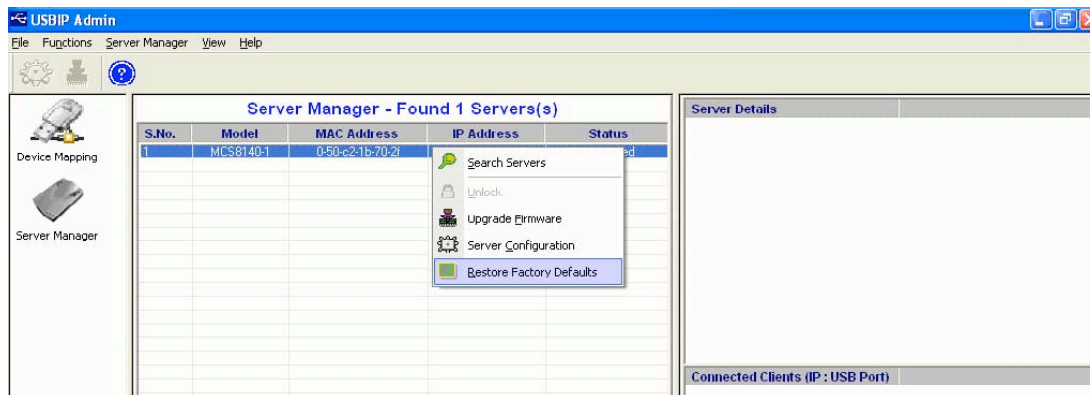 USBIP Admin
File Functions Server Manager View Help
Device Mapping
Server Manager
Server Manager - Found 1 Servers(s)
S.No. Model MAC Address IP Address Status
1 MCS8140-1 0-50-c2-1b-70-2f ed
Search Servers
Unlock
Upgrade Firmware
Server Configuration
Restore Factory Defaults
Server Details
Connected Clients (IP : USB Port)